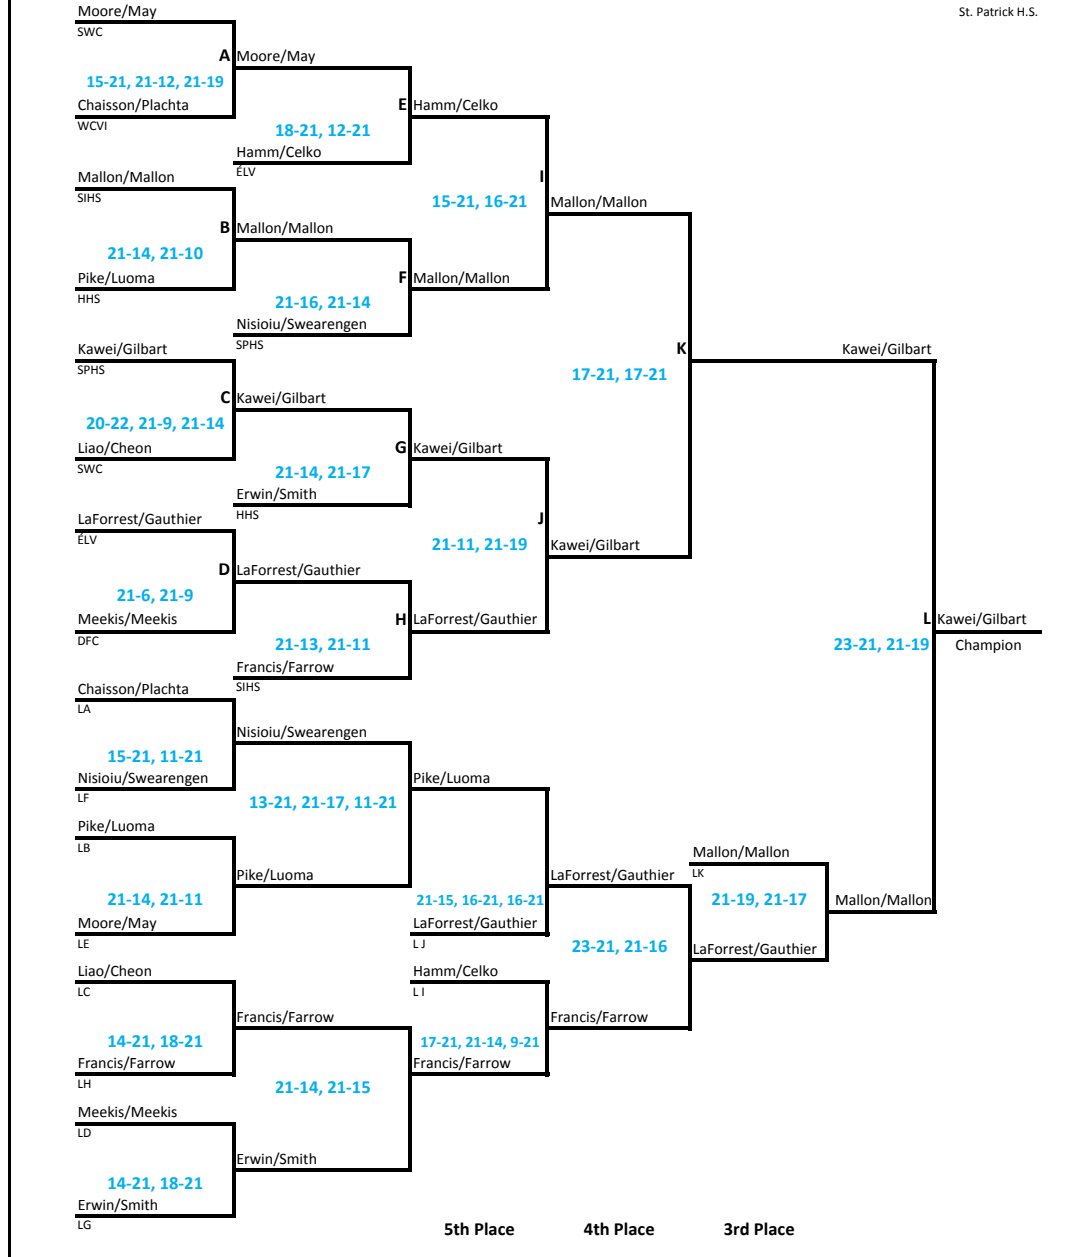 Moore/May
St. Patrick H.S.
SWC
A Moore/May
15-21, 21-12, 21-19
Chaisson/Plachta
E Hamm/Celko
WCVI
18-21, 12-21
Hamm/Celko
ÉLV
Mallon/Mallon
I
SIHS
15-21, 16-21
Mallon/Mallon
B Mallon/Mallon
21-14, 21-10
Pike/Luoma
F Mallon/Mallon
HHS
21-16, 21-14
Nisioiu/Swearengen
SPHS
Kawei/Gilbart
K
Kawei/Gilbart
SPHS
17-21, 17-21
C Kawei/Gilbart
20-22, 21-9, 21-14
Liao/Cheon
G Kawei/Gilbart
SWC
21-14, 21-17
Erwin/Smith
HHS
LaForrest/Gauthier
J
ÉLV
21-11, 21-19
Kawei/Gilbart
D LaForrest/Gauthier
21-6, 21-9
Meekis/Meekis
H LaForrest/Gauthier
L Kawei/Gilbart
DFC
21-13, 21-11
23-21, 21-19
Champion
Francis/Farrow
SIHS
Chaisson/Plachta
LA
Nisioiu/Swearengen
15-21, 11-21
Nisioiu/Swearengen
Pike/Luoma
LF
13-21, 21-17, 11-21
Pike/Luoma
LB
Mallon/Mallon
LK
Pike/Luoma
LaForrest/Gauthier
21-14, 21-11
21-15, 16-21, 16-21
21-19, 21-17
Mallon/Mallon
Moore/May
LaForrest/Gauthier
LE
L J
23-21, 21-16
LaForrest/Gauthier
Liao/Cheon
Hamm/Celko
LC
L I
Francis/Farrow
Francis/Farrow
14-21, 18-21
17-21, 21-14, 9-21
Francis/Farrow
Francis/Farrow
LH
21-14, 21-15
Meekis/Meekis
LD
Erwin/Smith
14-21, 18-21
Erwin/Smith
LG
5th Place
4th Place
3rd Place